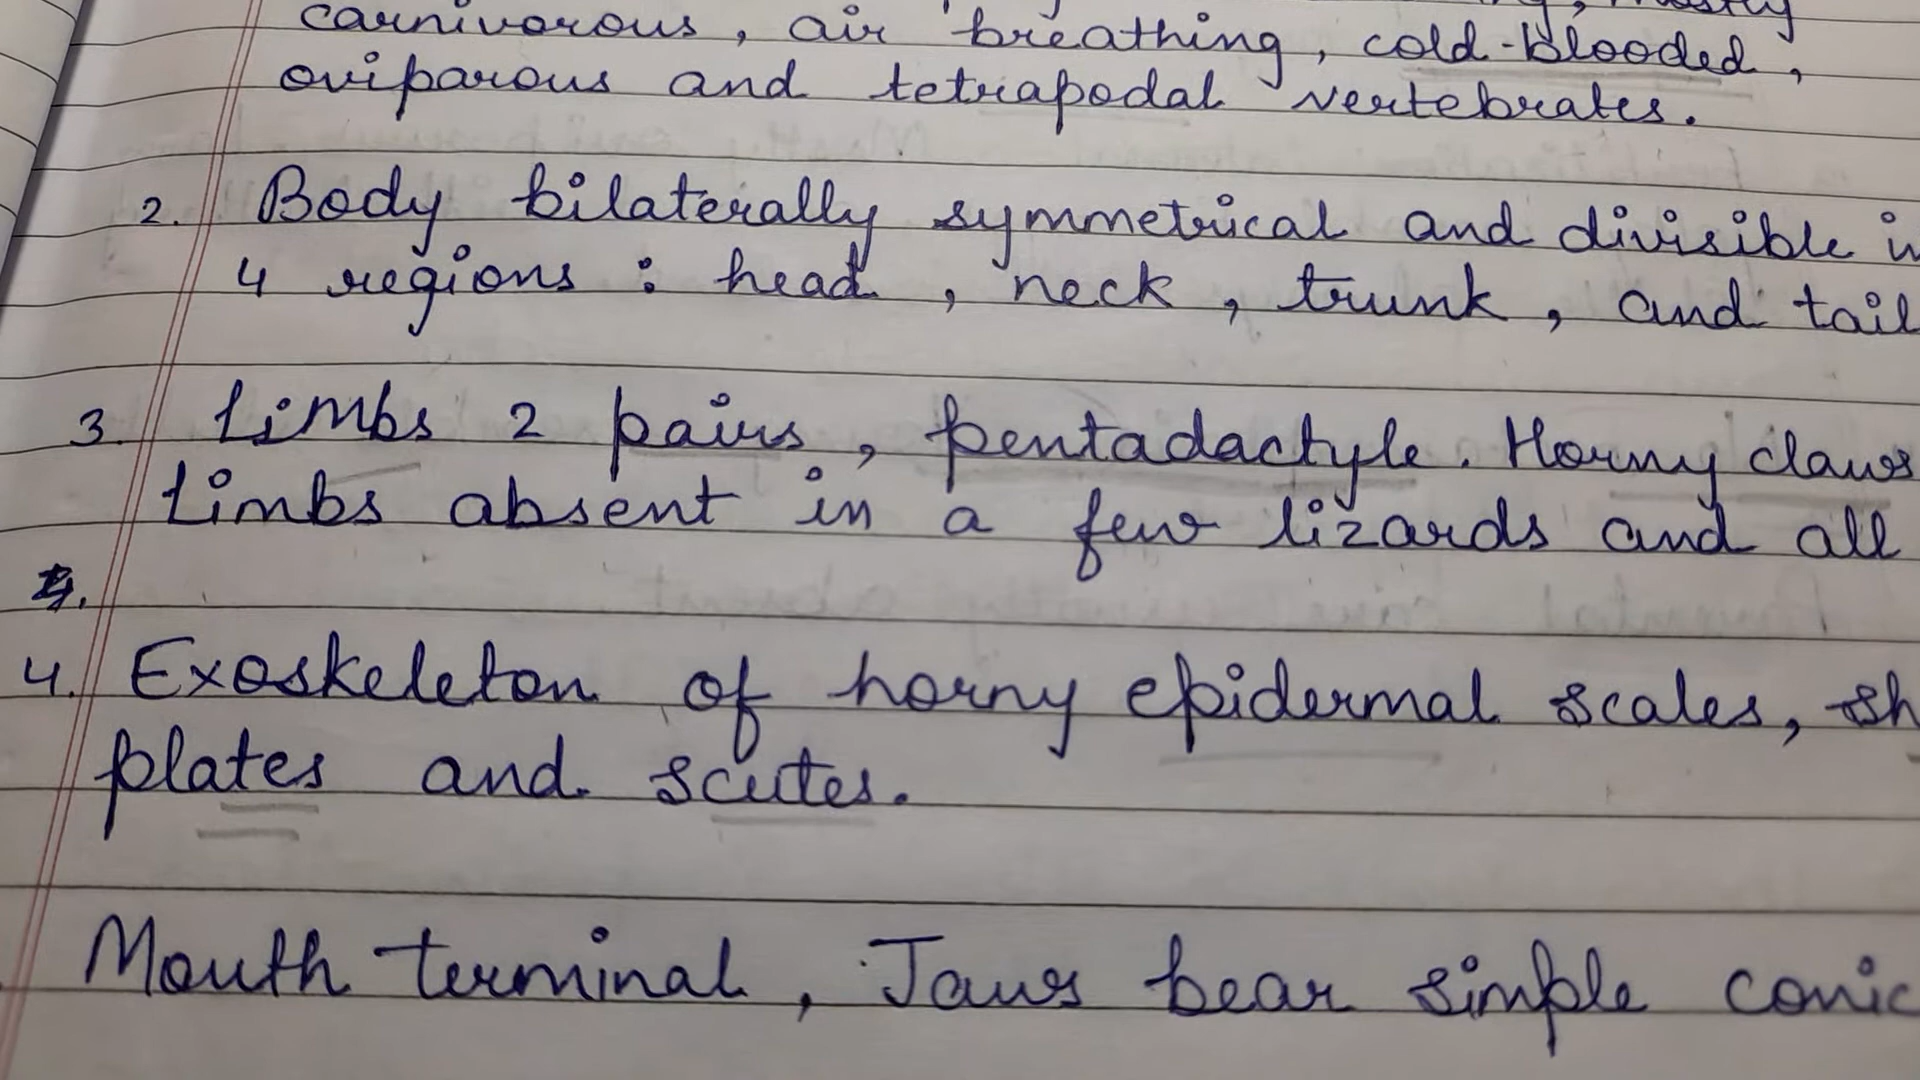 mostly
carnivorous, air breathing, cold-blooded,
oviparous and tetrapodal vertebrates.
2. Body bilaterally symmetrical and divisible
4 regions : head, neck, trunk, and tail
3. Limbs 2 pairs, pentadactyle. Horny claws
Limbs absent in a few lizards and all
4. Exoskeleton of horny epidermal scales, sh
plates and scutes.
Mouth terminal, Jaws bear simple conic